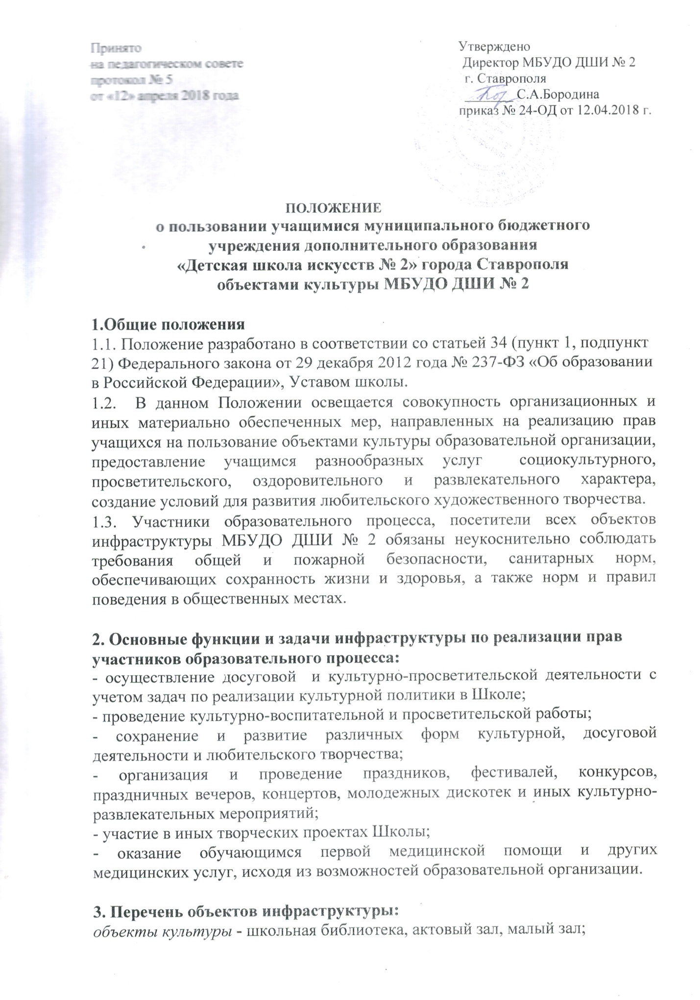 Принято
на педагогическом совете
протокол № 5
от «12» апреля 2018 года
Утверждено
Директор МБУДО ДШИ № 2
г. Ставрополя
С.А.Бородина
приказ № 24-ОД от 12.04.2018 г.
ПОЛОЖЕНИЕ
о пользовании учащимися муниципального бюджетного
учреждения дополнительного образования
«Детская школа искусств № 2» города Ставрополя
объектами культуры МБУДО ДШИ № 2
1.Общие положения
1.1. Положение разработано в соответствии со статьей 34 (пункт 1, подпункт
21) Федерального закона от 29 декабря 2012 года № 237-ФЗ «Об образовании
в Российской Федерации», Уставом школы.
1.2. В данном Положении освещается совокупность организационных и
иных материально обеспеченных мер, направленных на реализацию прав
учащихся на пользование объектами культуры образовательной организации,
предоставление учащимся разнообразных услуг социокультурного,
просветительского, оздоровительного и развлекательного характера,
создание условий для развития любительского художественного творчества.
1.3. Участники образовательного процесса, посетители всех объектов
инфраструктуры МБУДО ДШИ № 2 обязаны неукоснительно соблюдать
требования общей и пожарной безопасности, санитарных норм,
обеспечивающих сохранность жизни и здоровья, а также норм и правил
поведения в общественных местах.
2. Основные функции и задачи инфраструктуры по реализации прав
участников образовательного процесса:
- осуществление досуговой и культурно-просветительской деятельности с
учетом задач по реализации культурной политики в Школе;
- проведение культурно-воспитательной и просветительской работы;
- сохранение и развитие различных форм культурной, досуговой
деятельности и любительского творчества;
- организация и проведение праздников, фестивалей, конкурсов,
праздничных вечеров, концертов, молодежных дискотек и иных культурно-
развлекательных мероприятий;
- участие в иных творческих проектах Школы;
- оказание обучающимся первой медицинской помощи и других
медицинских услуг, исходя из возможностей образовательной организации.
3. Перечень объектов инфраструктуры:
объекты культуры - школьная библиотека, актовый зал, малый зал;